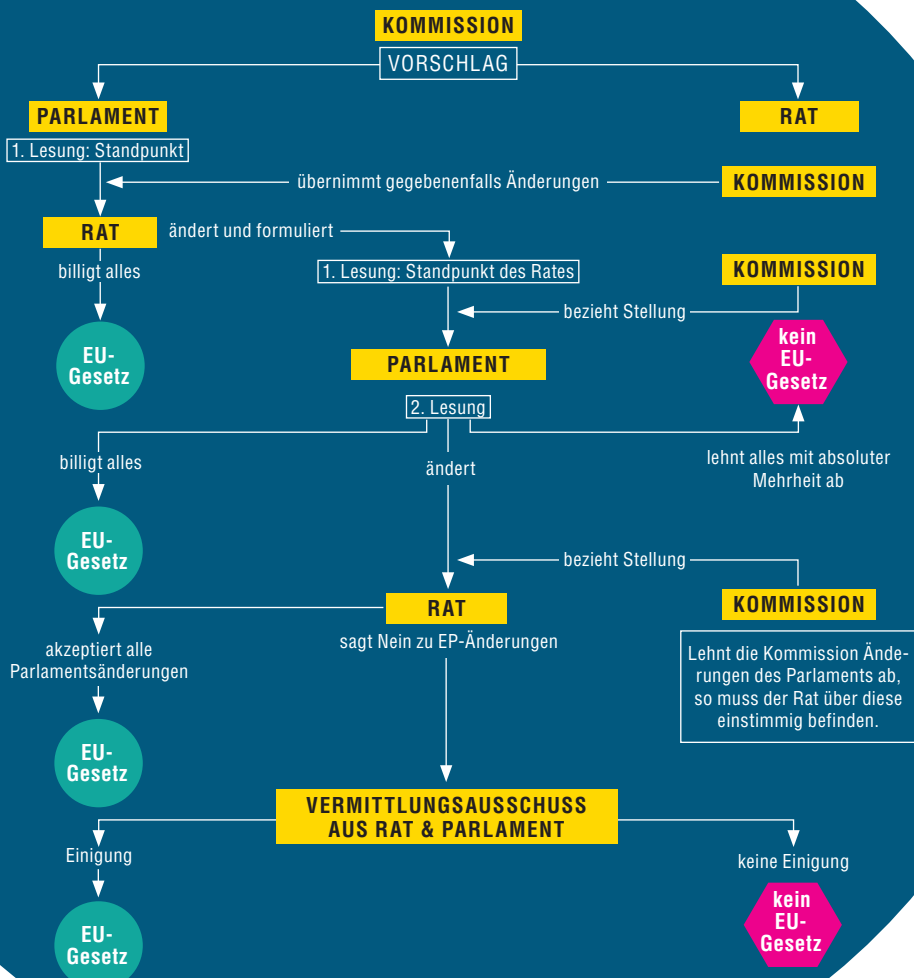 KOMMISSION
VORSCHLAG
PARLAMENT
RAT
1. Lesung: Standpunkt
übernimmt gegebenenfalls Änderungen
KOMMISSION
RAT
ändert und formuliert
billigt alles
1. Lesung: Standpunkt des Rates
KOMMISSION
bezieht Stellung
EU-
Gesetz
PARLAMENT
kein
EU-
Gesetz
2. Lesung
billigt alles
ändert
lehnt alles mit absoluter
Mehrheit ab
EU-
Gesetz
bezieht Stellung
RAT
KOMMISSION
akzeptiert alle
Parlamentsänderungen
sagt Nein zu EP-Änderungen
Lehnt die Kommission Ände-
rungen des Parlaments ab,
so muss der Rat über diese
einstimmig befinden.
EU-
Gesetz
VERMITTLUNGSAUSSCHUSS
AUS RAT & PARLAMENT
Einigung
keine Einigung
EU-
Gesetz
kein
EU-
Gesetz